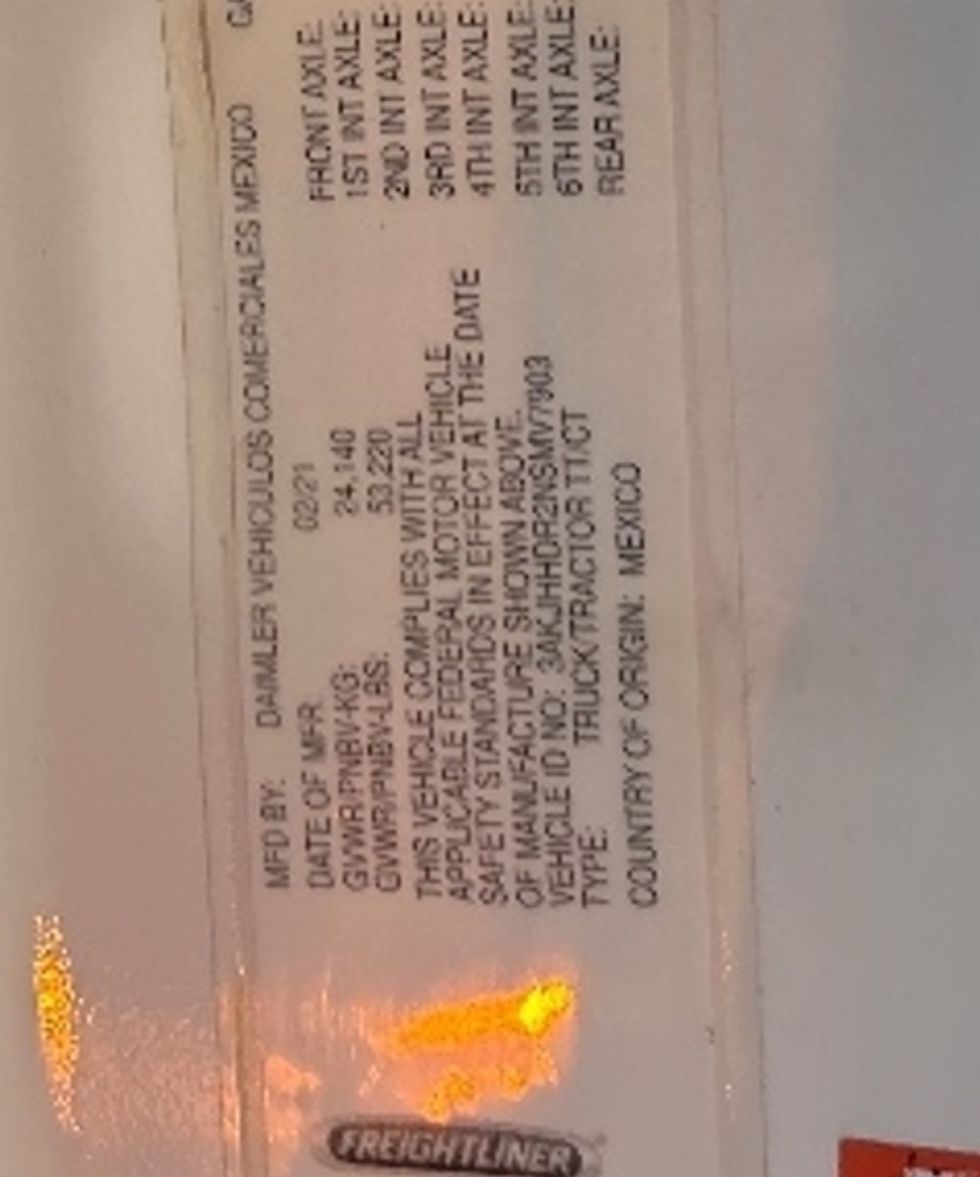 FREIGHTLINER
MFD BY: DAIMLER VEHICULOS COMERCIALES MEXICO
DATE OF MFR 02/21
GVWR/PNBV-KG: 24,140
GVWR/PNBV-LBS: 53,220
THIS VEHICLE COMPLIES WITH ALL
APPLICABLE FEDERAL MOTOR VEHICLE
SAFETY STANDARDS IN EFFECT AT THE DATE
OF MANUFACTURE SHOWN ABOVE.
VEHICLE ID NO: 3AKJHHDR2NSMV7903
TYPE: TRUCK/TRACTOR TT/CT
COUNTRY OF ORIGIN: MEXICO
FRONT AXLE:
1ST INT AXLE:
2ND INT AXLE:
3RD INT AXLE:
4TH INT AXLE:
5TH INT AXLE:
6TH INT AXLE:
REAR AXLE: